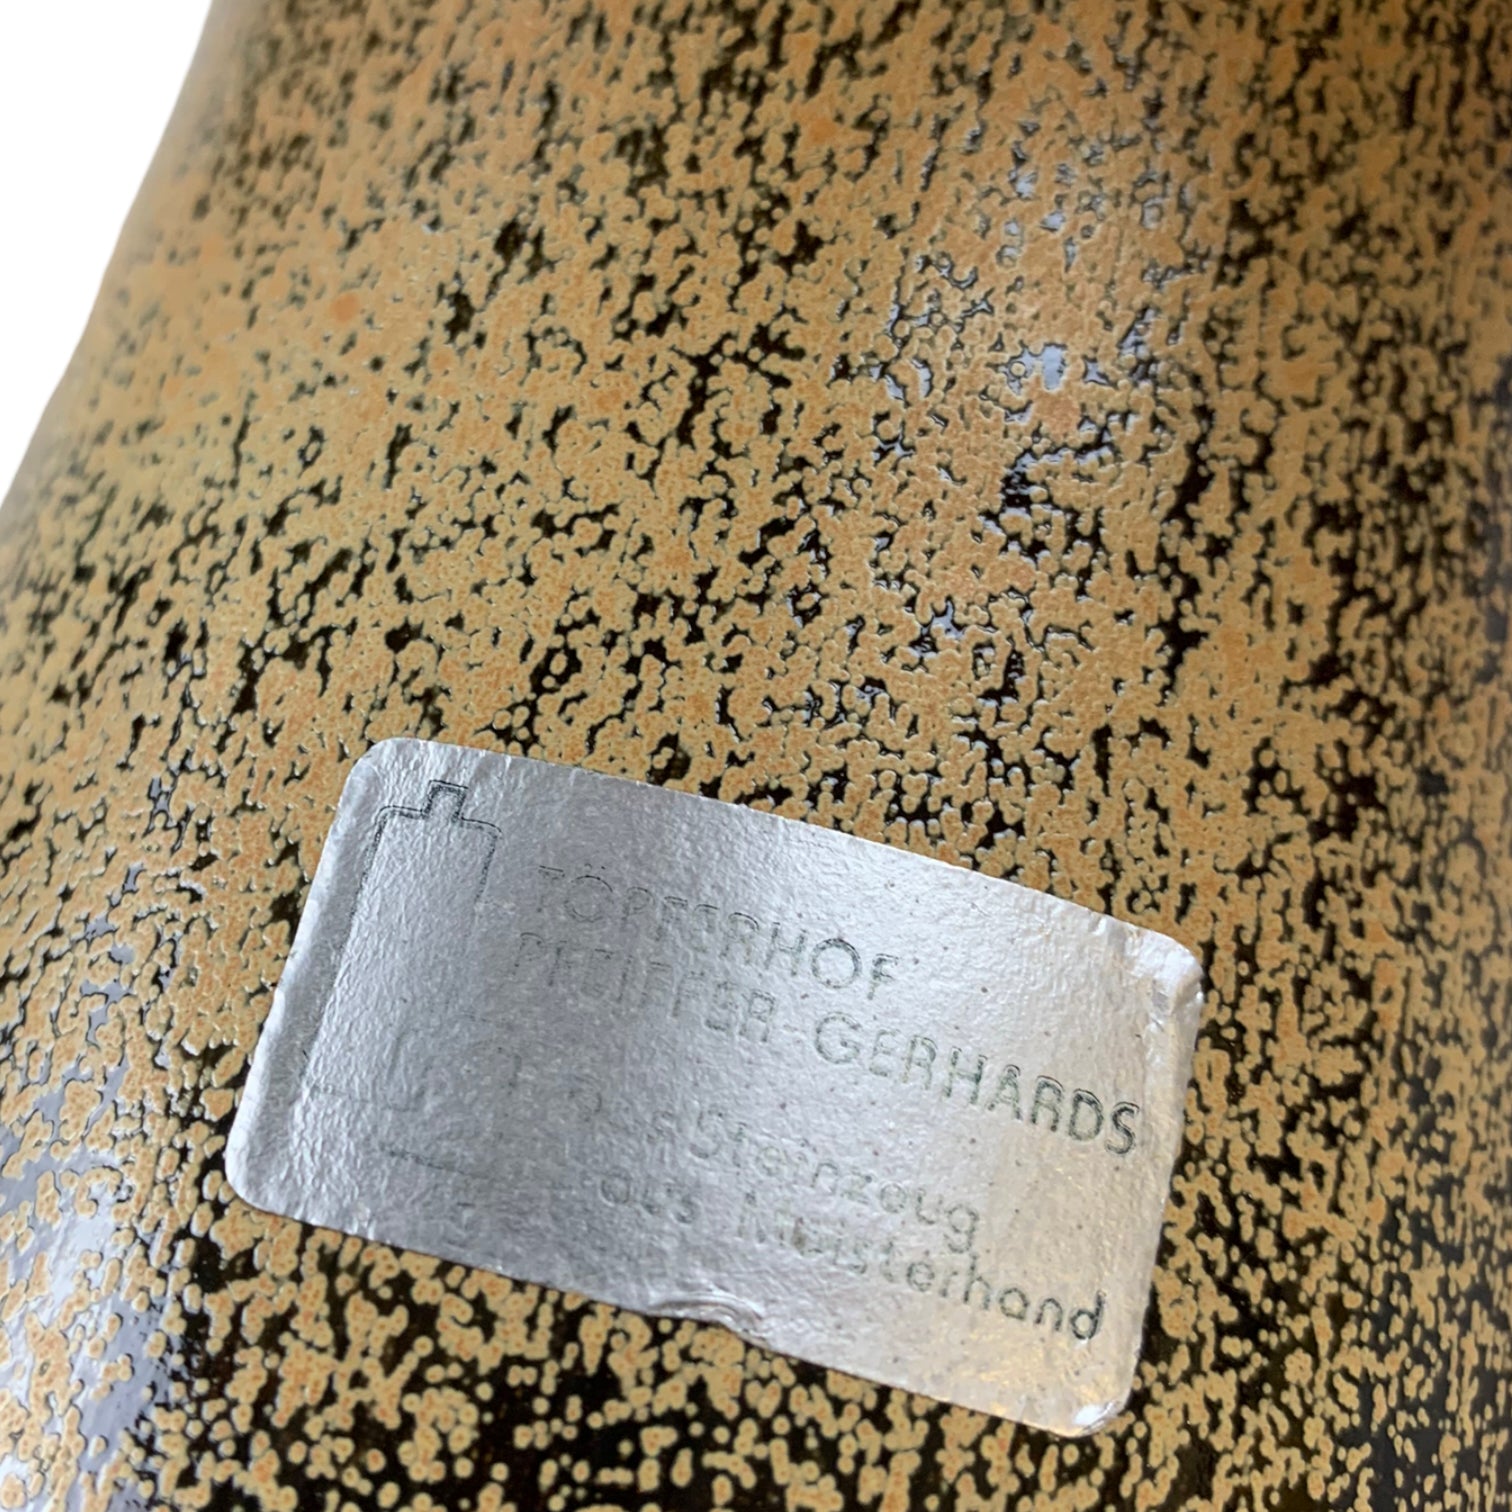 TÖPFERHOF
PFEIFFER-GERHARDS
Steinzeug
aus Meisterhand